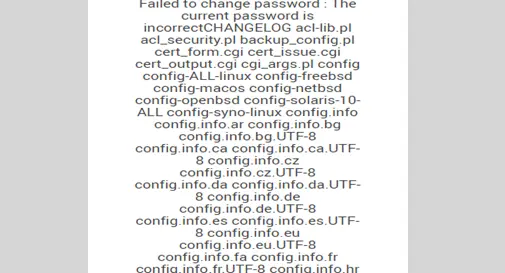 Failed to change password : The
current password is
incorrectCHANGELOG acl-lib.pl
acl_security.pl backup_config.pl
cert_form.cgi cert_issue.cgi
cert_output.cgi cgi_args.pl config
config-ALL-linux config-freebsd
config-macos config-netbsd
config-openbsd config-solaris-10-
ALL config-syno-linux config.info
config.info.ar config.info.bg
config.info.bg.UTF-8
config.info.ca config.info.ca.UTF-
8 config.info.cz
config.info.cz.UTF-8
config.info.da config.info.da.UTF-
8 config.info.de
config.info.de.UTF-8
config.info.es config.info.es.UTF-
8 config.info.eu
config.info.eu.UTF-8
config.info.fa config.info.fr
config.info.fr.UTF-8 config.info.hr